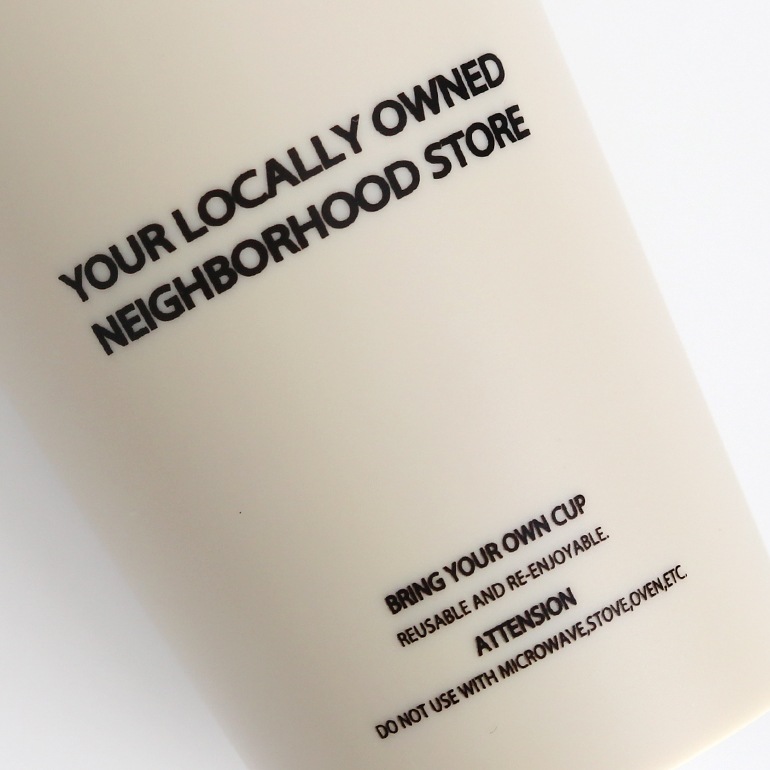 YOUR LOCALLY OWNED
NEIGHBORHOOD STORE
BRING YOUR OWN CUP
REUSABLE AND RE-ENJOYABLE.
ATTENSION
DO NOT USE WITH MICROWAVE,STOVE,OVEN,ETC.